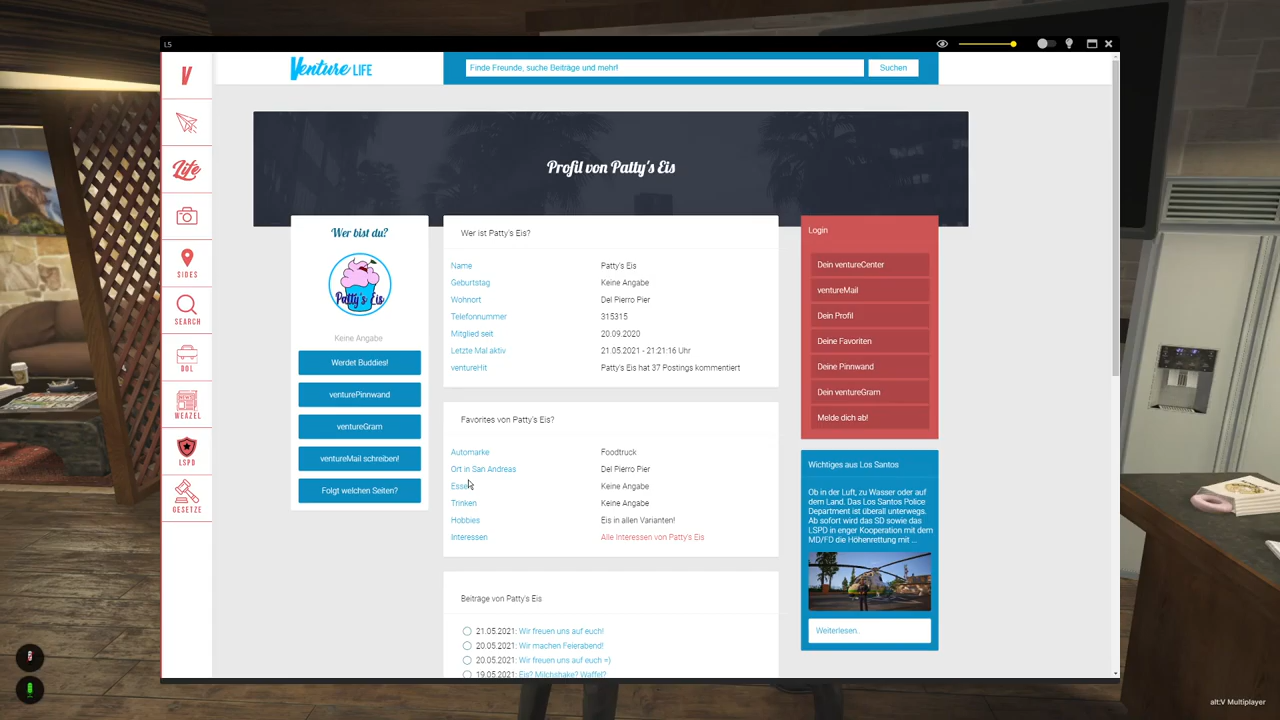 L5
V
Venture LIFE
Finde Freunde, suche Beiträge und mehr!
Suchen
Life
SIDES
SEARCH
DDL
WEAZEL
LSPD
GESETZE
Profil von Patty's Eis
Wer bist du?
Patty's Eis
Keine Angabe
Werdet Buddies!
venturePinnwand
ventureGram
ventureMail schreiben!
Folgt welchen Seiten?
Wer ist Patty's Eis?
Name Patty's Eis
Geburtstag Keine Angabe
Wohnort Del Pierro Pier
Telefonnummer 315315
Mitglied seit 20.09.2020
Letzte Mal aktiv 21.05.2021 - 21:21:16 Uhr
ventureHit Patty's Eis hat 37 Postings kommentiert
Favorites von Patty's Eis?
Automarke Foodtruck
Ort in San Andreas Del Pierro Pier
Essen Keine Angabe
Trinken Keine Angabe
Hobbies Eis in allen Varianten!
Interessen Alle Interessen von Patty's Eis
Beiträge von Patty's Eis
21.05.2021: Wir freuen uns auf euch!
20.05.2021: Wir machen Feierabend!
20.05.2021: Wir freuen uns auf euch =)
19.05.2021: Eis? Milchshake? Waffel?
Login
Dein ventureCenter
ventureMail
Dein Profil
Deine Favoriten
Deine Pinnwand
Dein ventureGram
Melde dich ab!
Wichtiges aus Los Santos
Ob in der Luft, zu Wasser oder auf
dem Land. Das Los Santos Police
Department ist überall unterwegs.
Ab sofort wird das SD sowie das
LSPD in enger Kooperation mit dem
MD/FD die Höhenrettung mit ...
Weiterlesen..
alt:V Multiplayer